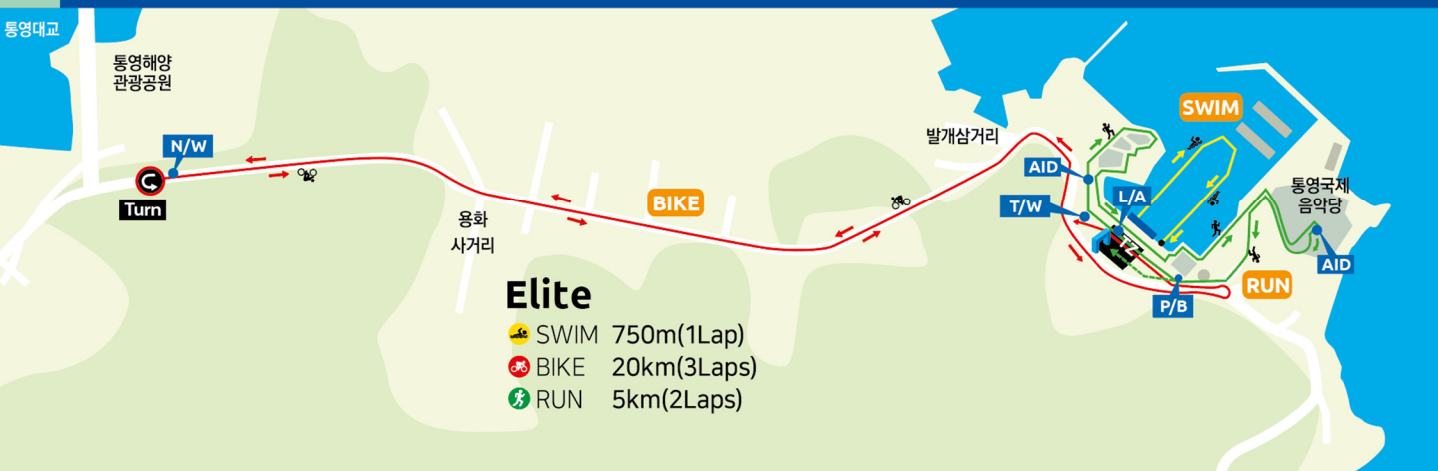 통영대교
통영해양
관광공원
N/W
Turn
용화
사거리
BIKE
발개삼거리
SWIM
AID
T/W
L/A
통영국제
음악당
AID
RUN
P/B
Elite
SWIM 750m(1Lap)
BIKE 20km(3Laps)
RUN 5km(2Laps)